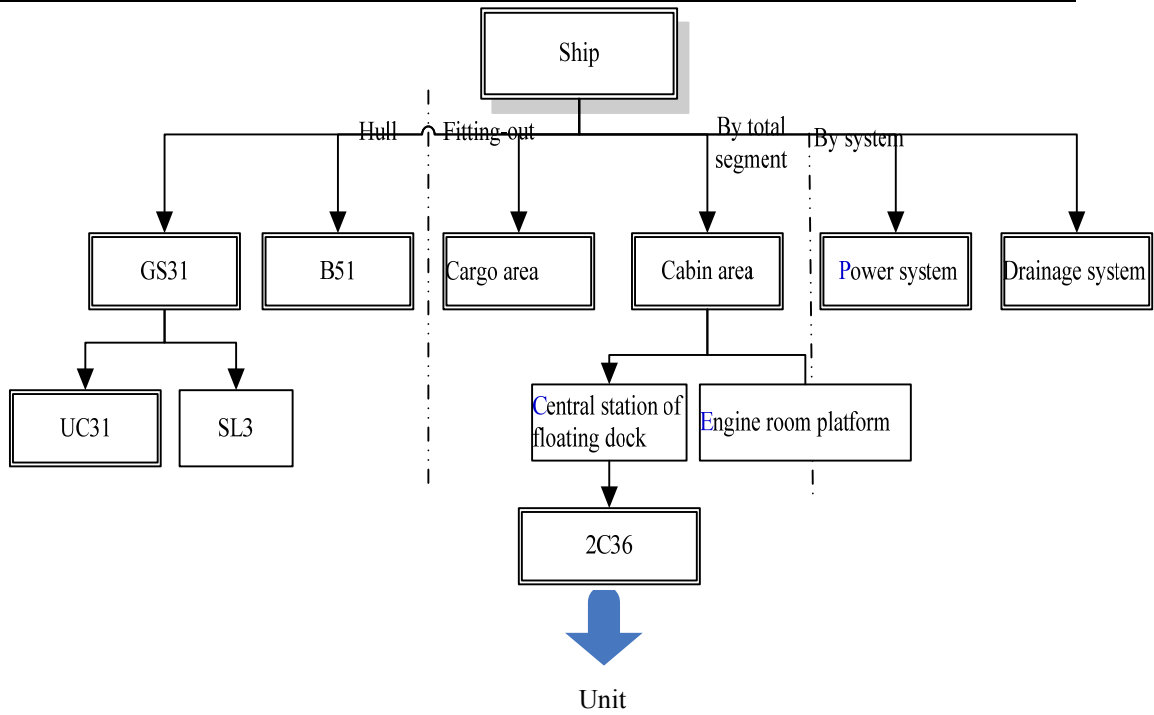 Ship
Hull
Fitting-out
By total
segment
By system
GS31
B51
Cargo area
Cabin area
Power system
Drainage system
UC31
SL3
Central station of
floating dock
Engine room platform
2C36
Unit